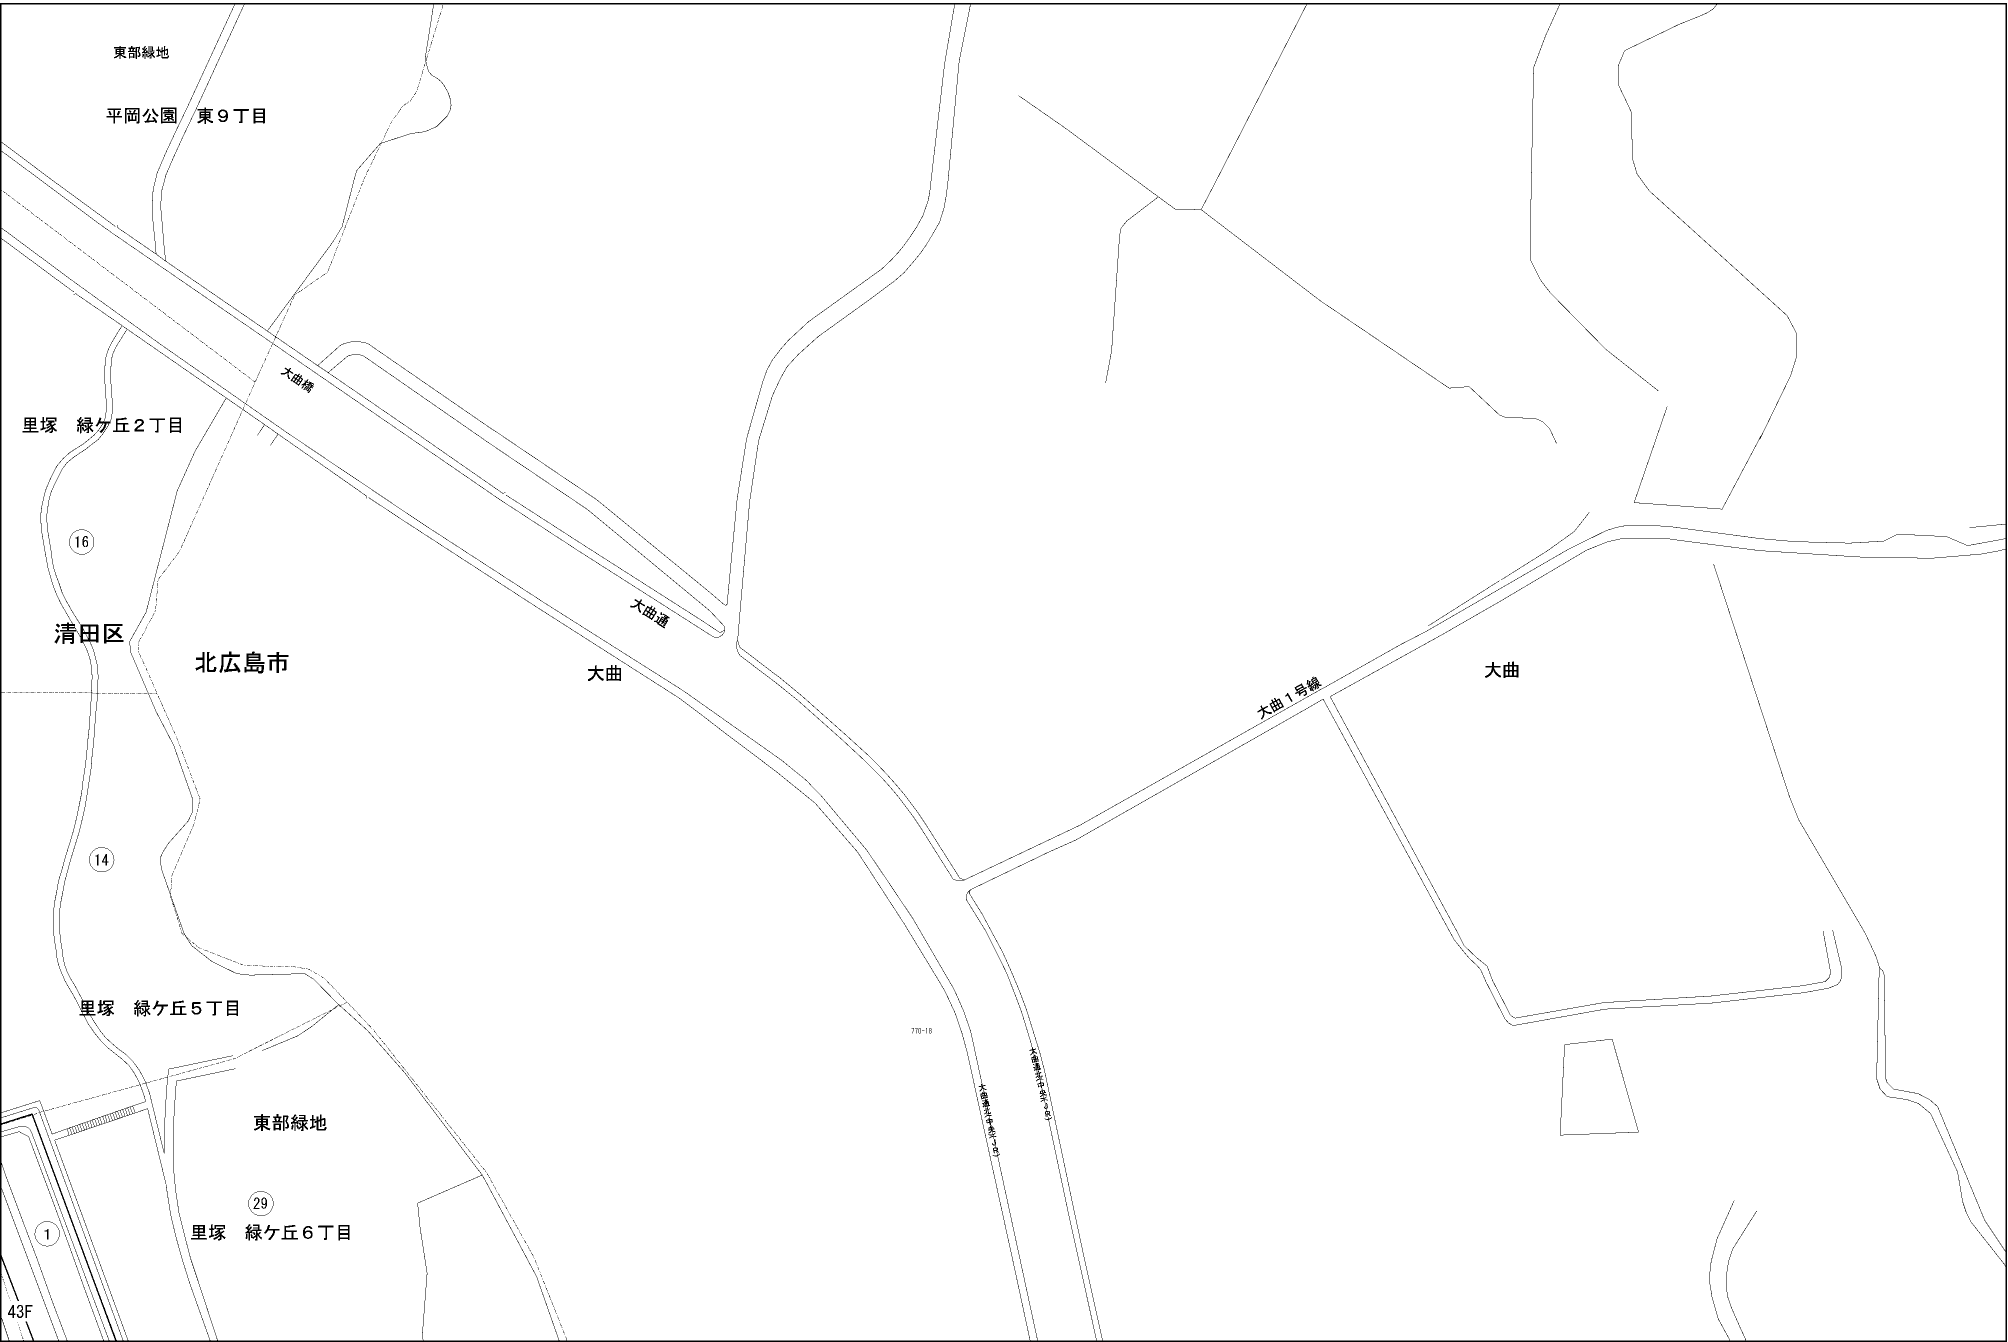 東部緑地
平岡公園　東９丁目
大曲橋
里塚　緑ケ丘２丁目
16
大曲通
清田区
北広島市
大曲
大曲
大曲１号線
14
里塚　緑ケ丘５丁目
770-18
東部緑地
29
里塚　緑ケ丘６丁目
1
43F